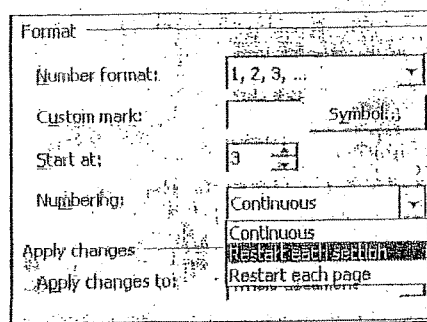 Format
Number format: 1, 2, 3, ...
Custom mark: Symbol...
Start at: 3
Numbering: Continuous
Continuous
Apply changes Restart each section
Apply changes to: Restart each page